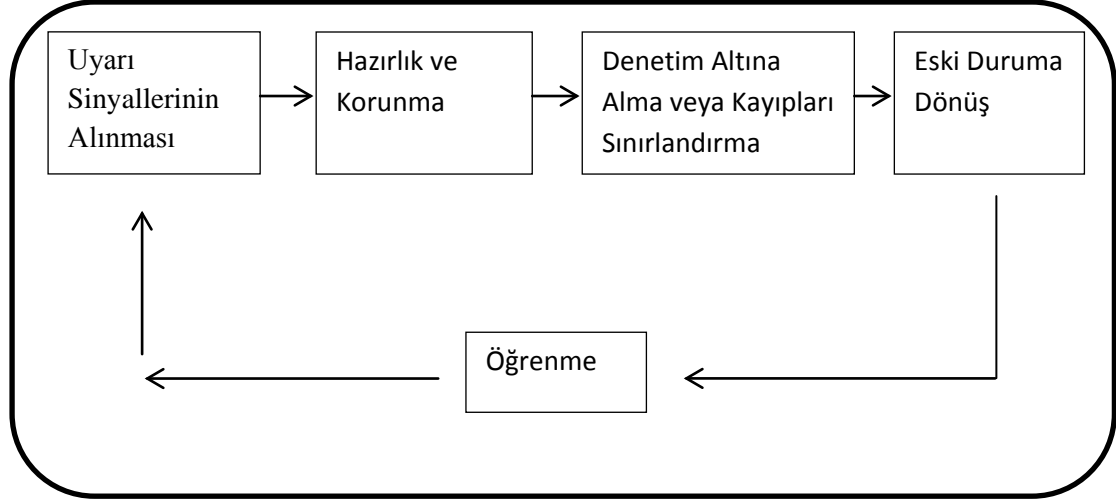 Uyarı
Sinyallerinin
Alınması
Hazırlık ve
Korunma
Denetim Altına
Alma veya Kayıpları
Sınırlandırma
Eski Duruma
Dönüş
Öğrenme